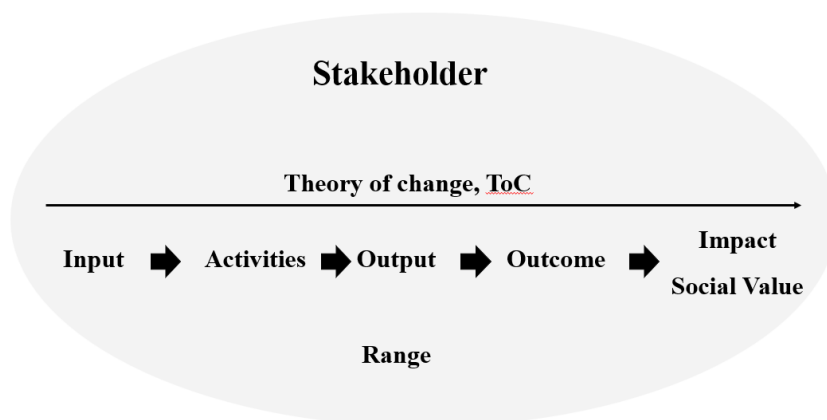 Stakeholder
Theory of change, ToC
Input
Activities
Output
Outcome
Impact
Social Value
Range